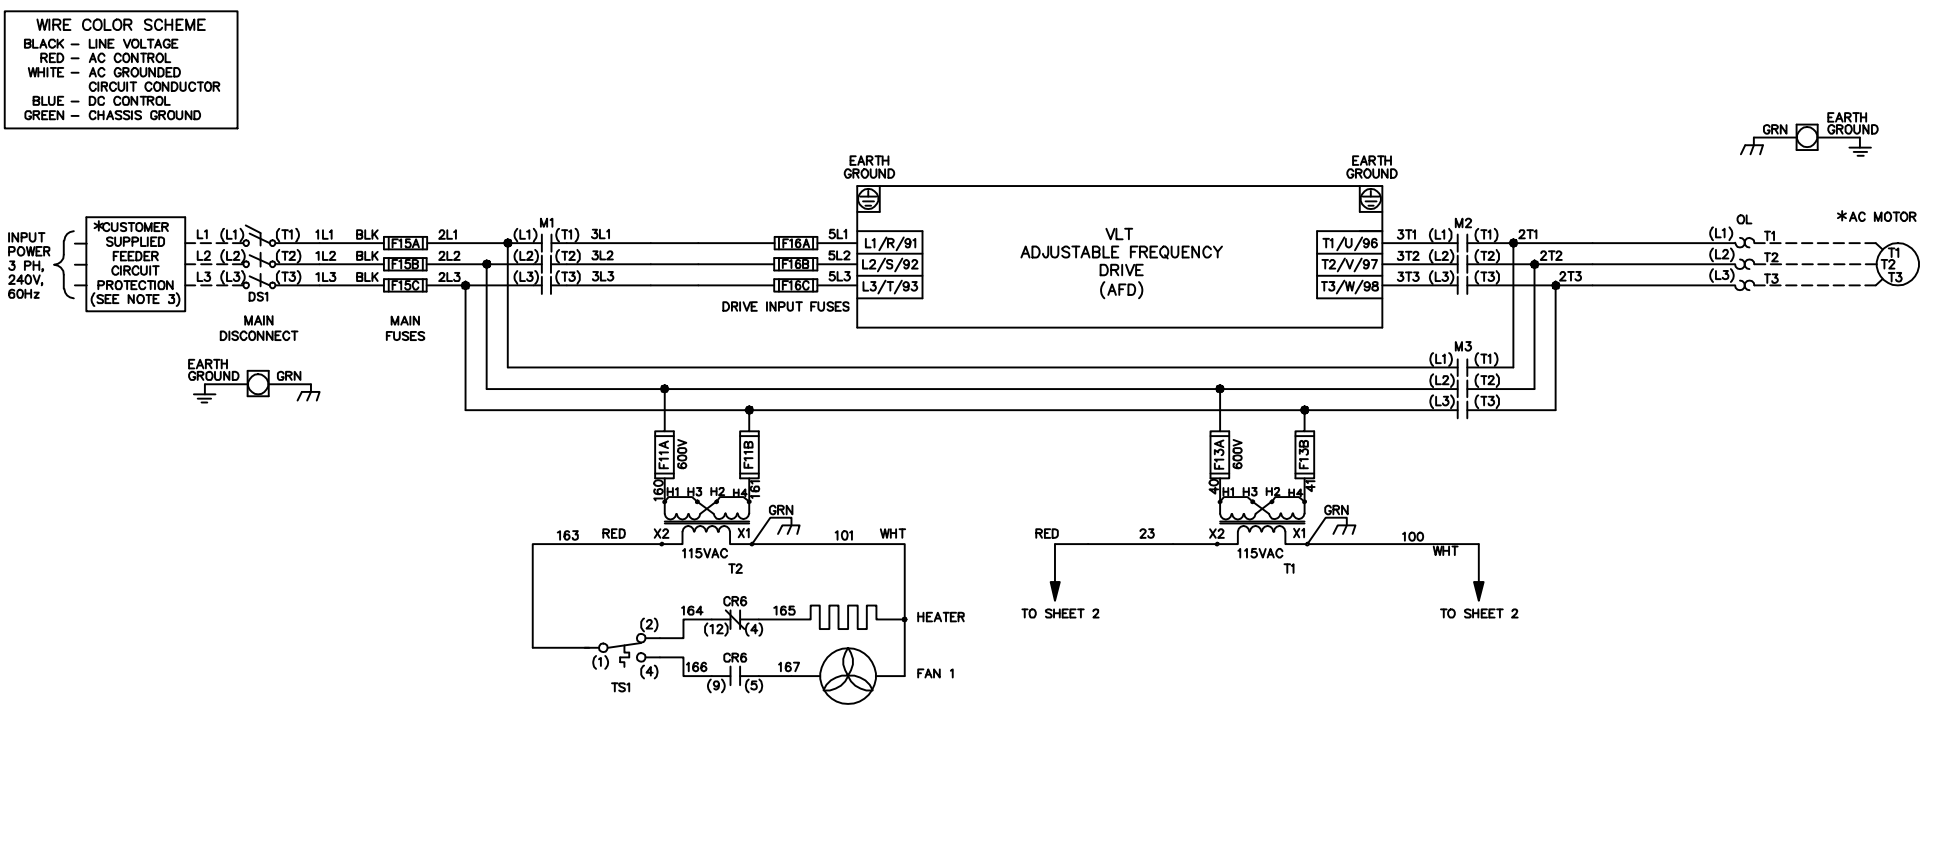 WIRE COLOR SCHEME
BLACK – LINE VOLTAGE
RED – AC CONTROL
WHITE – AC GROUNDED
CIRCUIT CONDUCTOR
BLUE – DC CONTROL
GREEN – CHASSIS GROUND
GRN
EARTH
GROUND
EARTH
GROUND
EARTH
GROUND
INPUT
POWER
3 PH,
240V,
60Hz
*CUSTOMER
SUPPLIED
FEEDER
CIRCUIT
PROTECTION
(SEE NOTE 3)
L1 (L1) (T1) 1L1 BLK F15A 2L1 (L1) M1 (T1) 3L1 F16A 5L1 L1/R/91
L2 (L2) (T2) 1L2 BLK F15B 2L2 (L2) (T2) 3L2 F16B 5L2 L2/S/92
L3 (L3) (T3) 1L3 BLK F15C 2L3 (L3) (T3) 3L3 F16C 5L3 L3/T/93
DS1
MAIN
DISCONNECT
MAIN
FUSES
DRIVE INPUT FUSES
VLT
ADJUSTABLE FREQUENCY
DRIVE
(AFD)
T1/U/96 3T1 (L1) M2 (T1) 2T1 (L1) OL T1
T2/V/97 3T2 (L2) (T2) 2T2 (L2) T2
T3/W/98 3T3 (L3) (T3) 2T3 (L3) T3
*AC MOTOR
T1
T2
T3
EARTH
GROUND
GRN
M3
(L1) (T1)
(L2) (T2)
(L3) (T3)
F11A
600V
F11B
160
161
H1 H3 H2 H4
GRN
163 RED X2 X1 101 WHT
115VAC
T2
F13A
600V
F13B
40
41
H1 H3 H2 H4
GRN
RED 23 X2 X1 100
WHT
115VAC
T1
TO SHEET 2
TO SHEET 2
CR6
164 165
(12) (4)
HEATER
(2)
(1)
(4)
TS1
CR6
166 167
(9) (5)
FAN 1